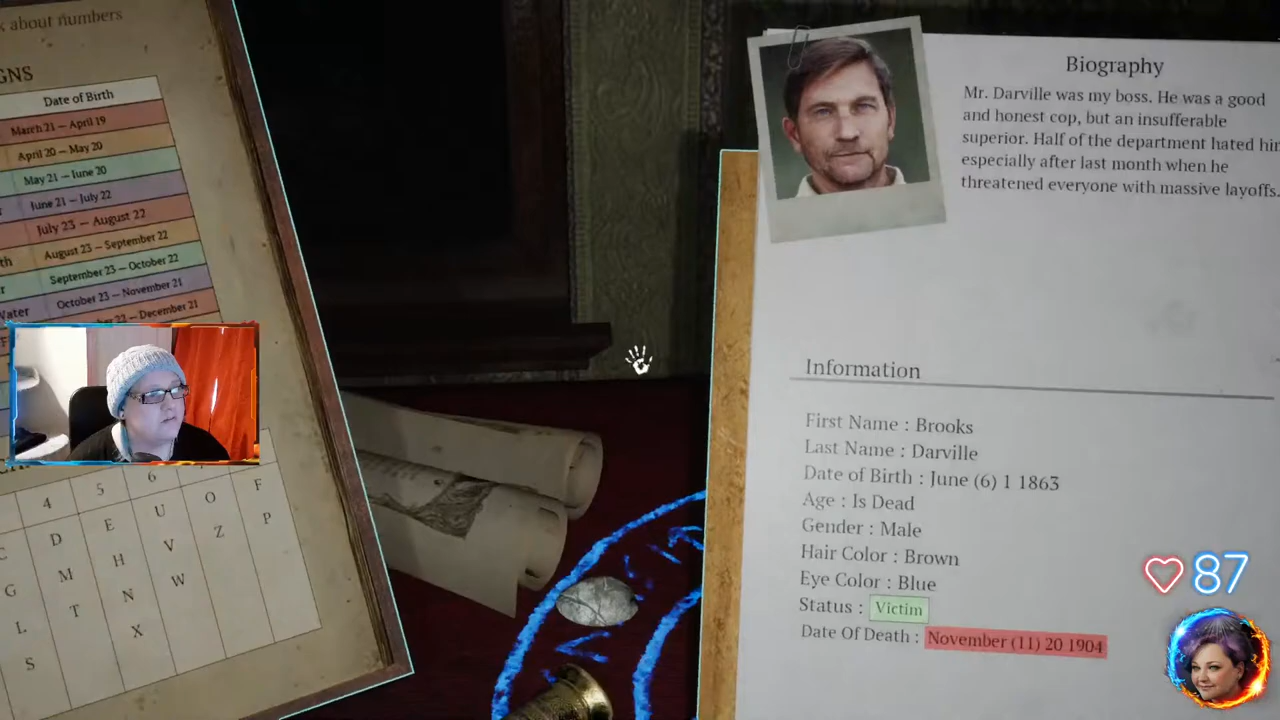 k about numbers
GNS
Date of Birth
March 21 – April 19
April 20 – May 20
May 21 – June 20
June 21 – July 22
July 23 – August 22
August 23 – September 22
September 23 – October 22
October 23 – November 21
22 – December 21
4 5 6
D E U O F
G M H V Z P
L T N W
S X
Biography
Mr. Darville was my boss. He was a good
and honest cop, but an insufferable
superior. Half of the department hated him
especially after last month when he
threatened everyone with massive layoffs.
Information
First Name : Brooks
Last Name : Darville
Date of Birth : June (6) 1 1863
Age : Is Dead
Gender : Male
Hair Color : Brown
Eye Color : Blue
Status : Victim
Date Of Death : November (11) 20 1904
87